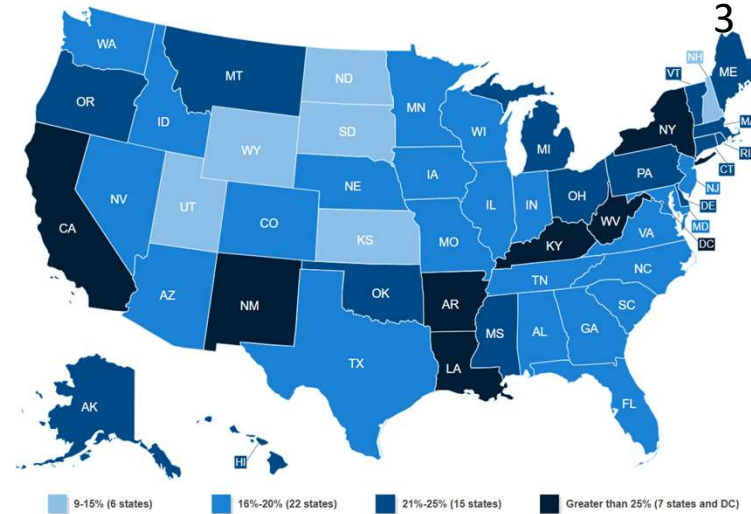 3
WA
MT
ND
MN
NH
VT
ME
OR
ID
WY
SD
WI
MI
NY
MA
RI
CT
NV
UT
CO
NE
KS
IA
IL
IN
OH
PA
NJ
DE
MD
DC
CA
AZ
NM
OK
MO
KY
WV
VA
TN
NC
SC
AR
MS
AL
GA
LA
TX
FL
AK
HI
9-15% (6 states)
16%-20% (22 states)
21%-25% (15 states)
Greater than 25% (7 states and DC)